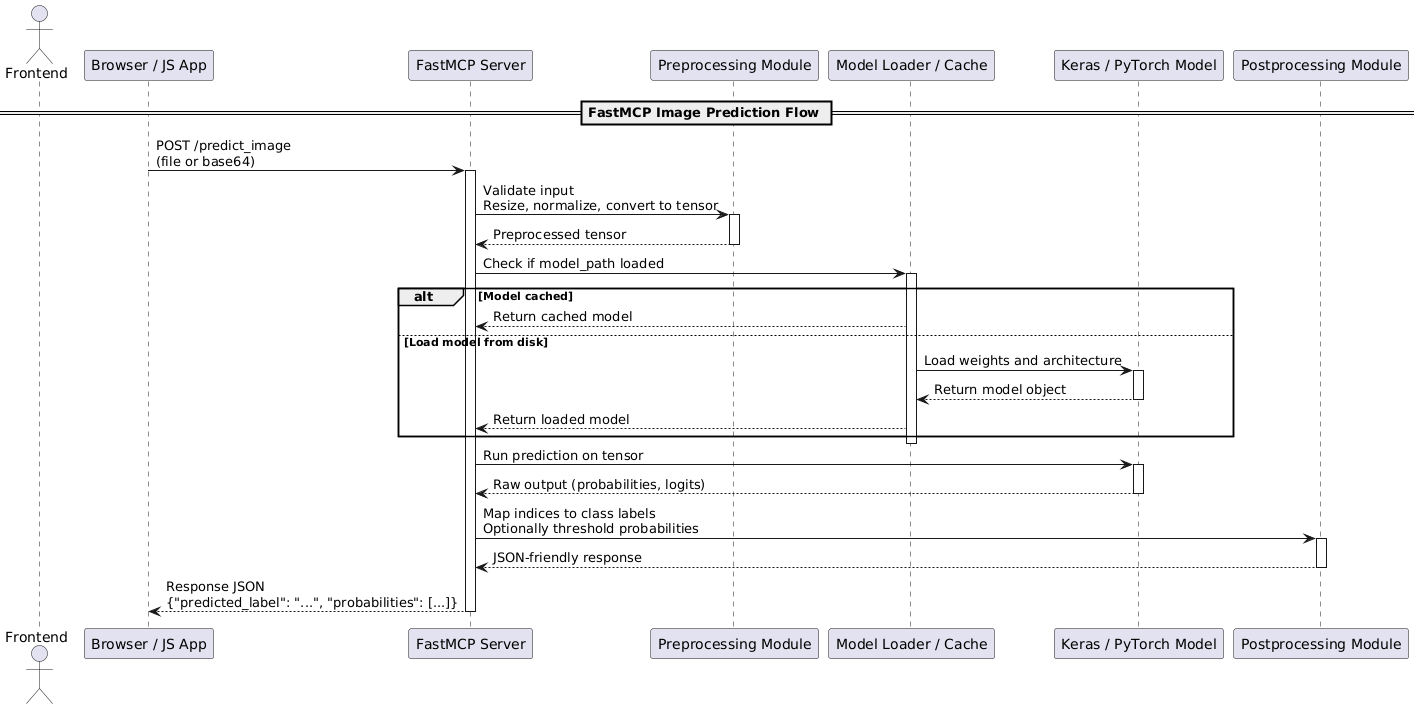 Frontend
Browser / JS App
FastMCP Server
Preprocessing Module
Model Loader / Cache
Keras / PyTorch Model
Postprocessing Module
FastMCP Image Prediction Flow
POST /predict_image
(file or base64)
Validate input
Resize, normalize, convert to tensor
Preprocessed tensor
Check if model_path loaded
alt
[Model cached]
Return cached model
[Load model from disk]
Load weights and architecture
Return model object
Return loaded model
Run prediction on tensor
Raw output (probabilities, logits)
Map indices to class labels
Optionally threshold probabilities
JSON-friendly response
Response JSON
{"predicted_label": "...", "probabilities": [...]}
Frontend
Browser / JS App
FastMCP Server
Preprocessing Module
Model Loader / Cache
Keras / PyTorch Model
Postprocessing Module